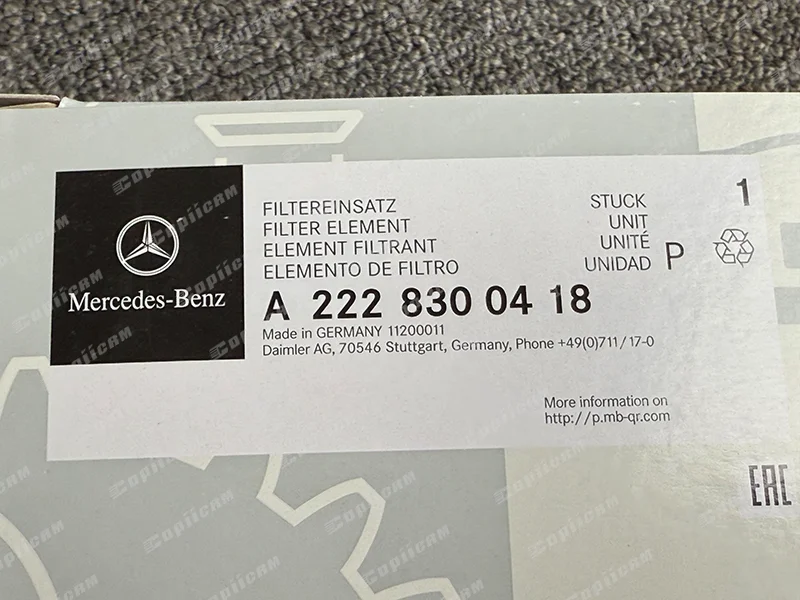 Mercedes-Benz
FILTEREINSATZ
FILTER ELEMENT
ELEMENT FILTRANT
ELEMENTO DE FILTRO
STUCK
UNIT
UNITÉ
UNIDAD
P
1
A 222 830 04 18
Made in GERMANY 11200011
Daimler AG, 70546 Stuttgart, Germany, Phone +49(0)711/17-0
More information on
http://p.mb-qr.com
EAC
COPIICAM